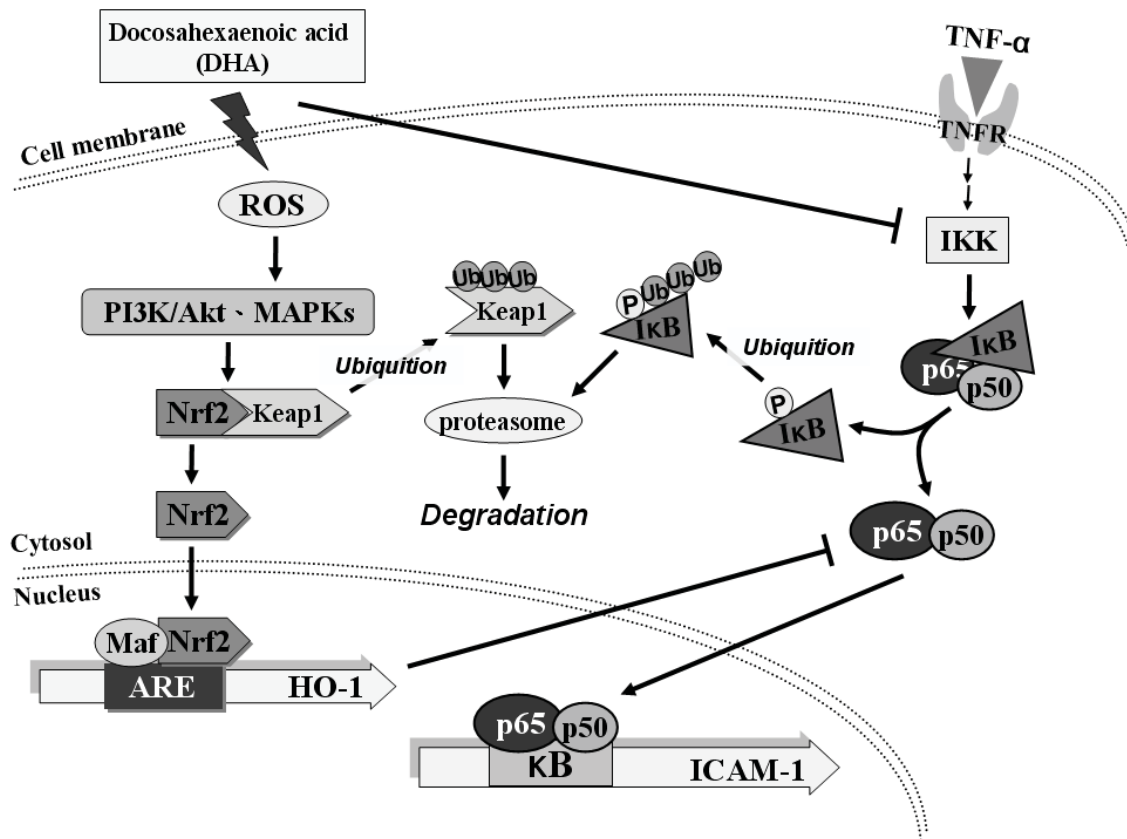 Docosahexaenoic acid
(DHA)
TNF-α
TNFR
Cell membrane
ROS
IKK
PI3K/Akt、MAPKs
Ub Ub Ub
Keap1
P Ub Ub Ub
IκB
Ubiquition
Ubiquition
IκB
p65
p50
Nrf2 Keap1
proteasome
P
IκB
Nrf2
Degradation
p65 p50
Cytosol
Nucleus
Maf Nrf2
ARE
HO-1
p65 p50
κB
ICAM-1